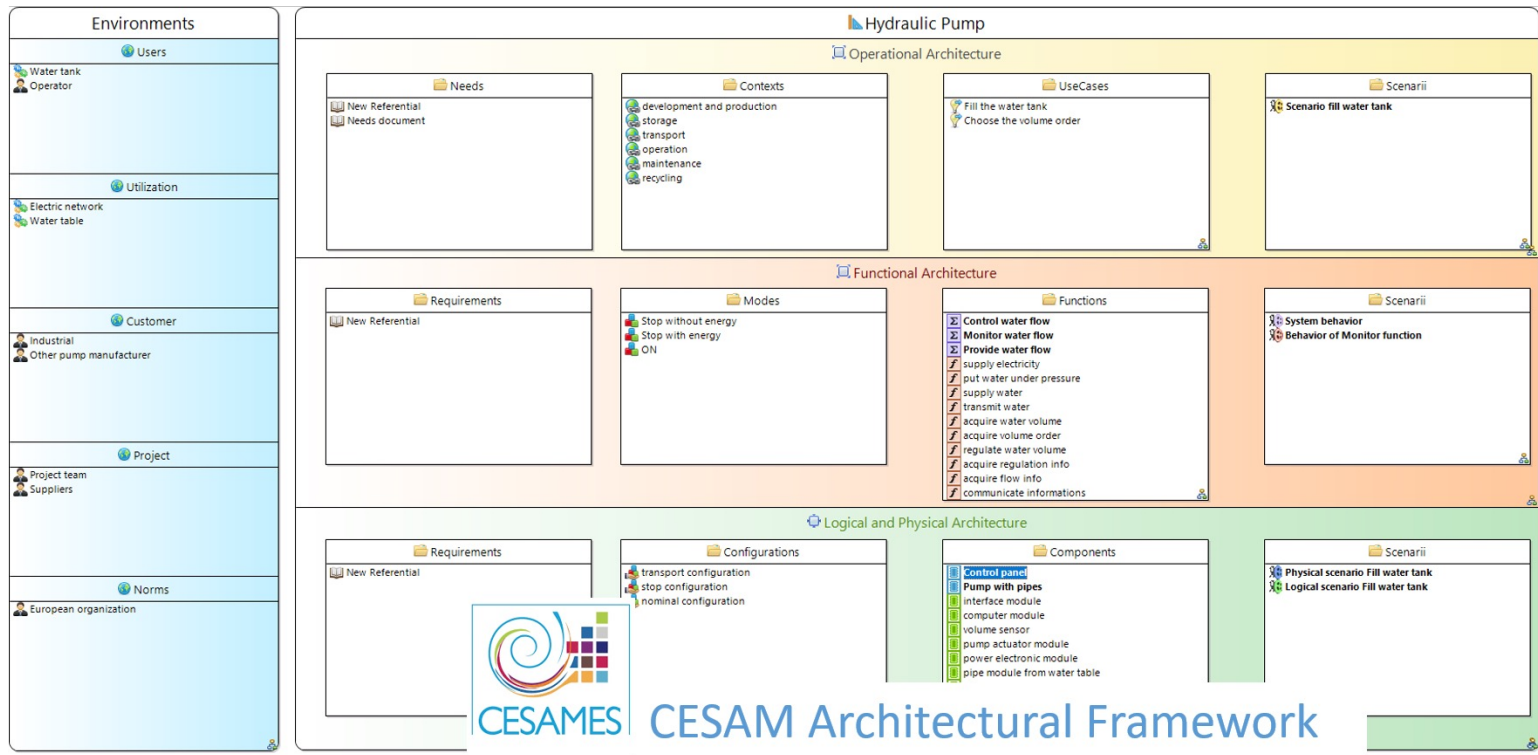 Environments
Users
Water tank
Operator
Utilization
Electric network
Water table
Customer
Industrial
Other pump manufacturer
Project
Project team
Suppliers
Norms
European organization
Hydraulic Pump
Operational Architecture
Needs
New Referential
Needs document
Contexts
development and production
storage
transport
operation
maintenance
recycling
UseCases
Fill the water tank
Choose the volume order
Scenarii
Scenario fill water tank
Functional Architecture
Requirements
New Referential
Modes
Stop without energy
Stop with energy
ON
Functions
Control water flow
Monitor water flow
Provide water flow
supply electricity
put water under pressure
supply water
transmit water
acquire water volume
acquire volume order
regulate water volume
acquire regulation info
acquire flow info
communicate informations
Scenarii
System behavior
Behavior of Monitor function
Logical and Physical Architecture
Requirements
New Referential
Configurations
transport configuration
stop configuration
nominal configuration
Components
Control panel
Pump with pipes
interface module
computer module
volume sensor
pump actuator module
power electronic module
pipe module from water table
Scenarii
Physical scenario Fill water tank
Logical scenario Fill water tank
CESAMES
CESAM Architectural Framework